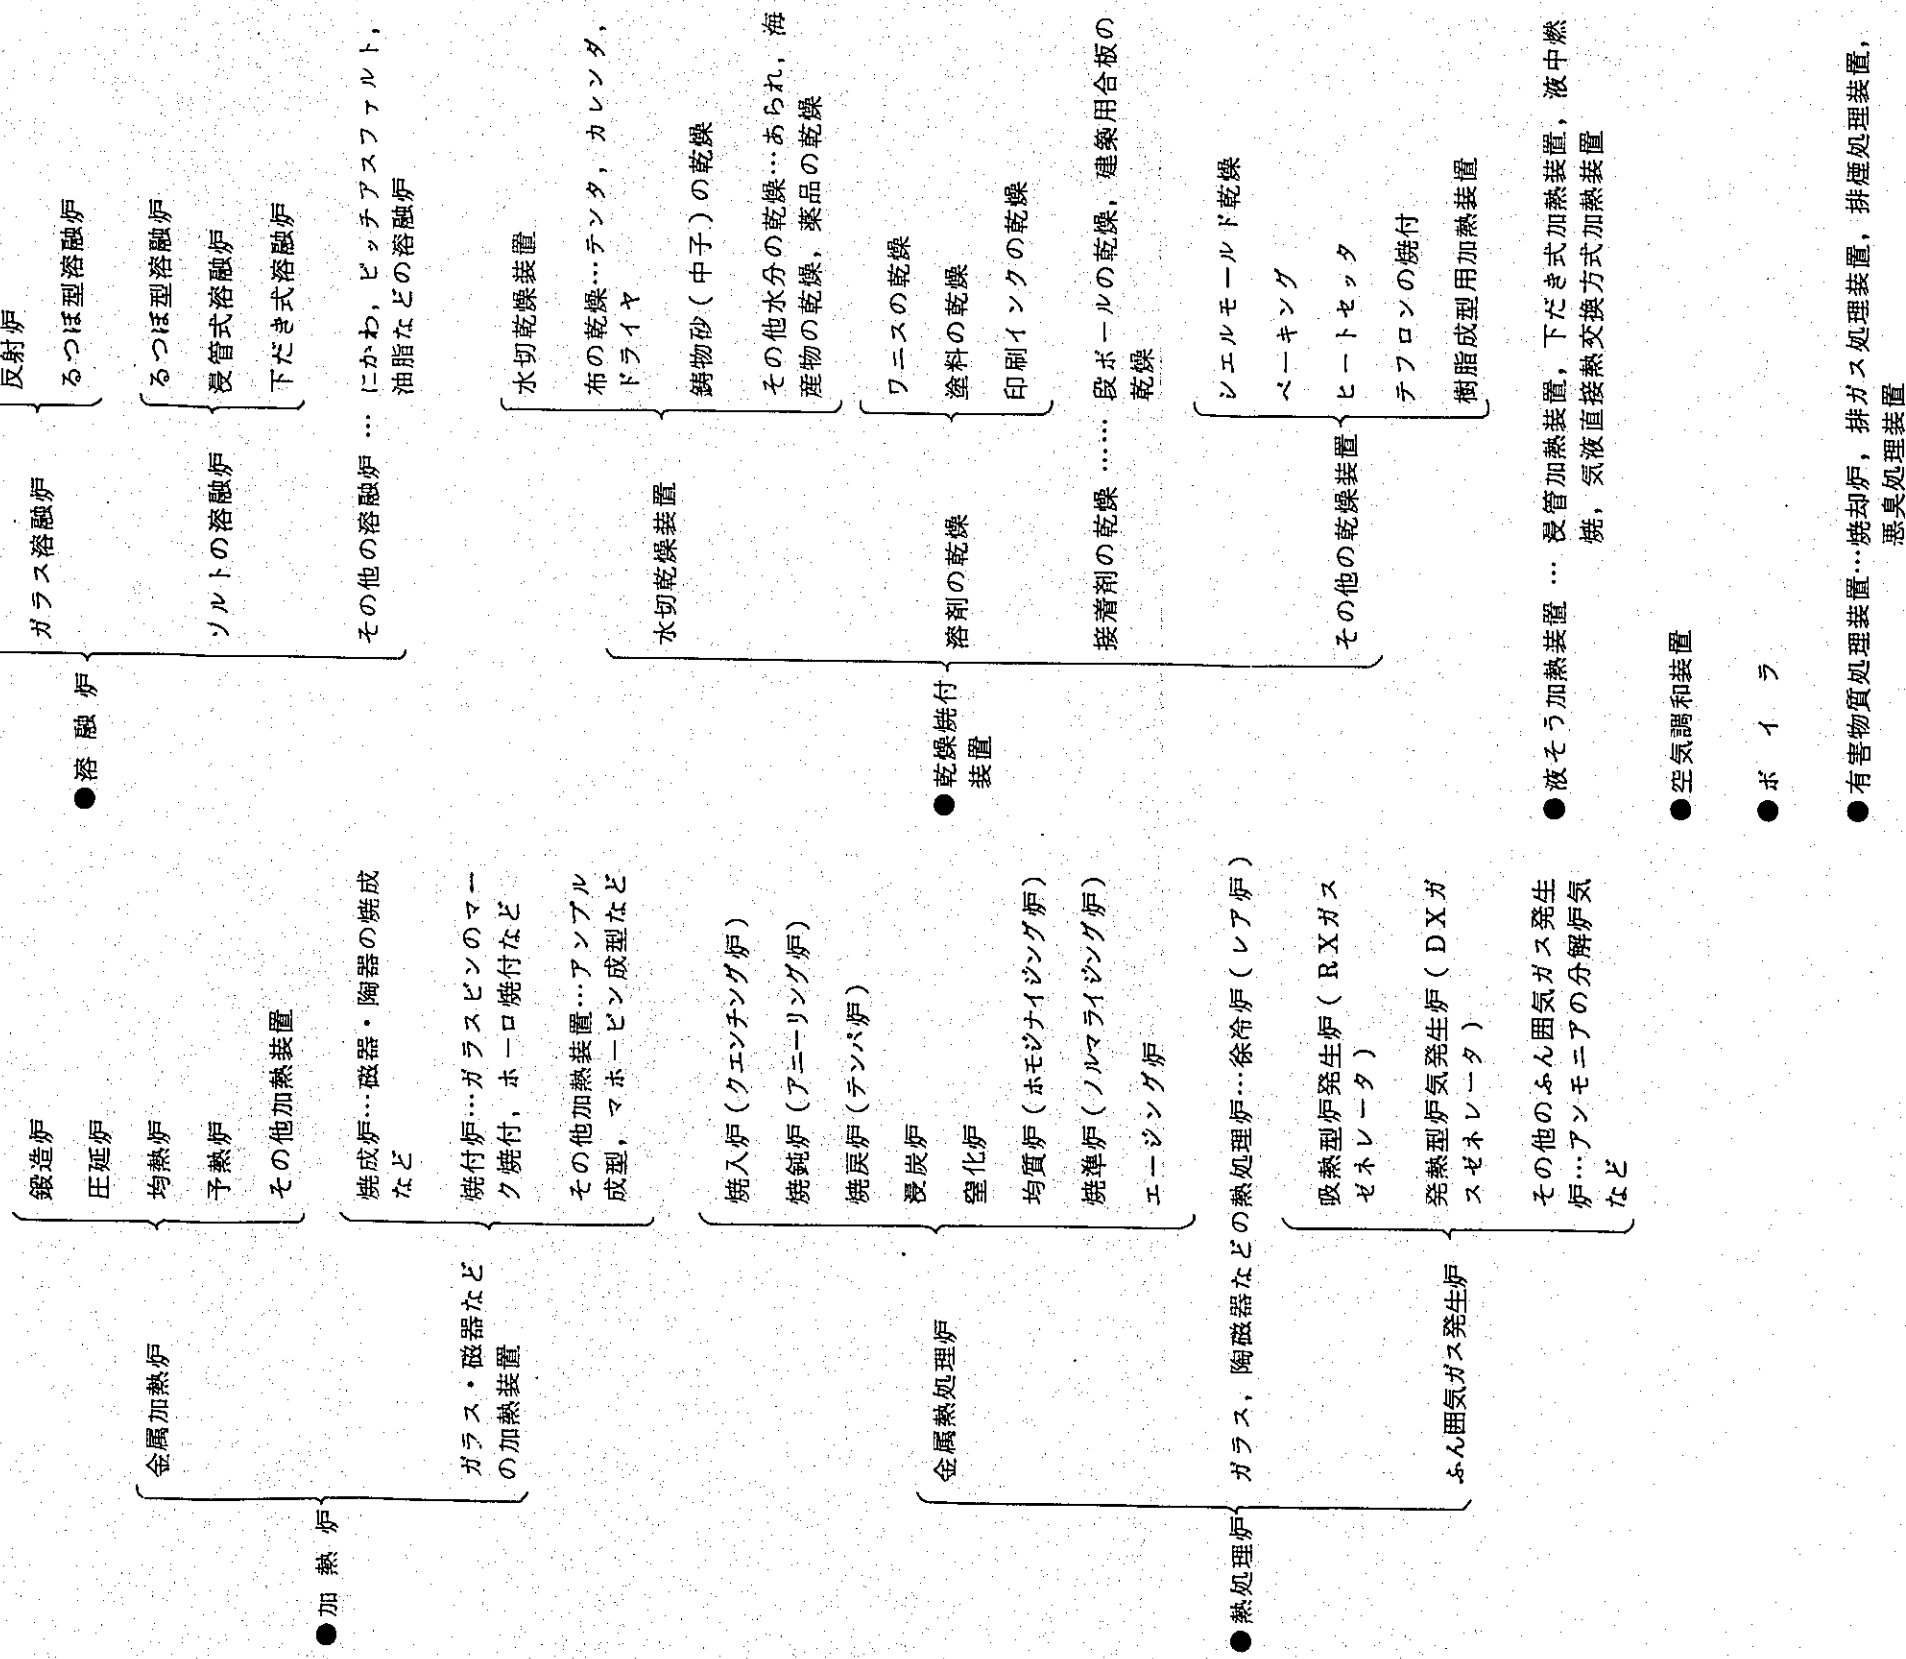 ●加 熱 炉
金属加熱炉
鍛造炉
圧延炉
均熱炉
予熱炉
その他加熱装置
ガラス・磁器など
の加熱装置
焼成炉…磁器・陶器の焼成
など
焼付炉…ガラスビンのマー
ク焼付，ホーロ焼付など
その他加熱装置…アンプル
成型，マホービン成型など
●熱処理炉
金属熱処理炉
焼入炉（クエンチング炉）
焼鈍炉（アニーリング炉）
焼戻炉（テンパ炉）
浸炭炉
窒化炉
均質炉（ホモジナイジング炉）
焼準炉（ノルマライジング炉）
エージング炉
ガラス，陶磁器などの熱処理炉…徐冷炉（レア炉）
ふん囲気ガス発生炉
吸熱型炉発生炉（RXガス
ゼネレータ）
発熱型炉気発生炉（DXガ
スゼネレータ）
その他のふん囲気ガス発生
炉…アンモニアの分解炉気
など
●溶 融 炉
ガラス溶融炉
反射炉
るつぼ型溶融炉
ソルトの溶融炉
るつぼ型溶融炉
浸管式溶融炉
下だき式溶融炉
その他の溶融炉 … にかわ，ピッチアスファルト，
油脂などの溶融炉
●乾燥焼付
装置
水切乾燥装置
水切乾燥装置
布の乾燥…テンタ，カレンダ，
ドライヤ
鋳物砂（中子）の乾燥
その他水分の乾燥…あられ，海
産物の乾燥，薬品の乾燥
溶剤の乾燥
ワニスの乾燥
塗料の乾燥
印刷インクの乾燥
接着剤の乾燥 …… 段ボールの乾燥，建築用合板の
乾燥
その他の乾燥装置
シエルモールド乾燥
ベーキング
ヒートセッタ
テフロンの焼付
樹脂成型用加熱装置
●液そう加熱装置 … 浸管加熱装置，下だき式加熱装置，液中燃
焼，気液直接熱交換方式加熱装置
●空気調和装置
●ボ イ ラ
●有害物質処理装置…焼却炉，排ガス処理装置，排煙処理装置，
悪臭処理装置